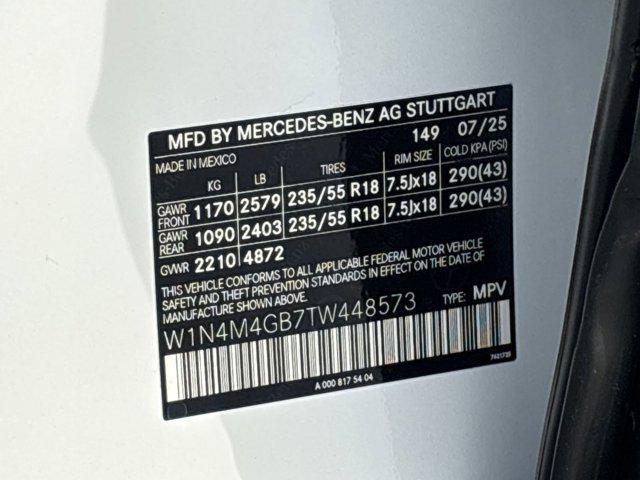 MFD BY MERCEDES-BENZ AG STUTTGART
149 07/25
MADE IN MEXICO
KG LB TIRES RIM SIZE COLD KPA (PSI)
GAWR FRONT 1170 2579 235/55 R18 7.5Jx18 290(43)
GAWR REAR 1090 2403 235/55 R18 7.5Jx18 290(43)
GVWR 2210 4872
THIS VEHICLE CONFORMS TO ALL APPLICABLE FEDERAL MOTOR VEHICLE
SAFETY AND THEFT PREVENTION STANDARDS IN EFFECT ON THE
DATE OF MANUFACTURE SHOWN ABOVE.
W1N4M4GB7TW448573 TYPE: MPV
A 000 817 54 04